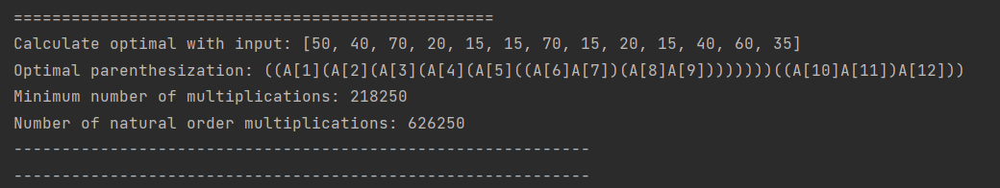 ==================================================
Calculate optimal with input: [50, 40, 70, 20, 15, 15, 70, 15, 20, 15, 40, 60, 35]
Optimal parenthesization: ((A[1](A[2](A[3](A[4](A[5]((A[6]A[7])(A[8]A[9])))))))((A[10]A[11])A[12]))
Minimum number of multiplications: 218250
Number of natural order multiplications: 626250
------------------------------------------------------------
------------------------------------------------------------